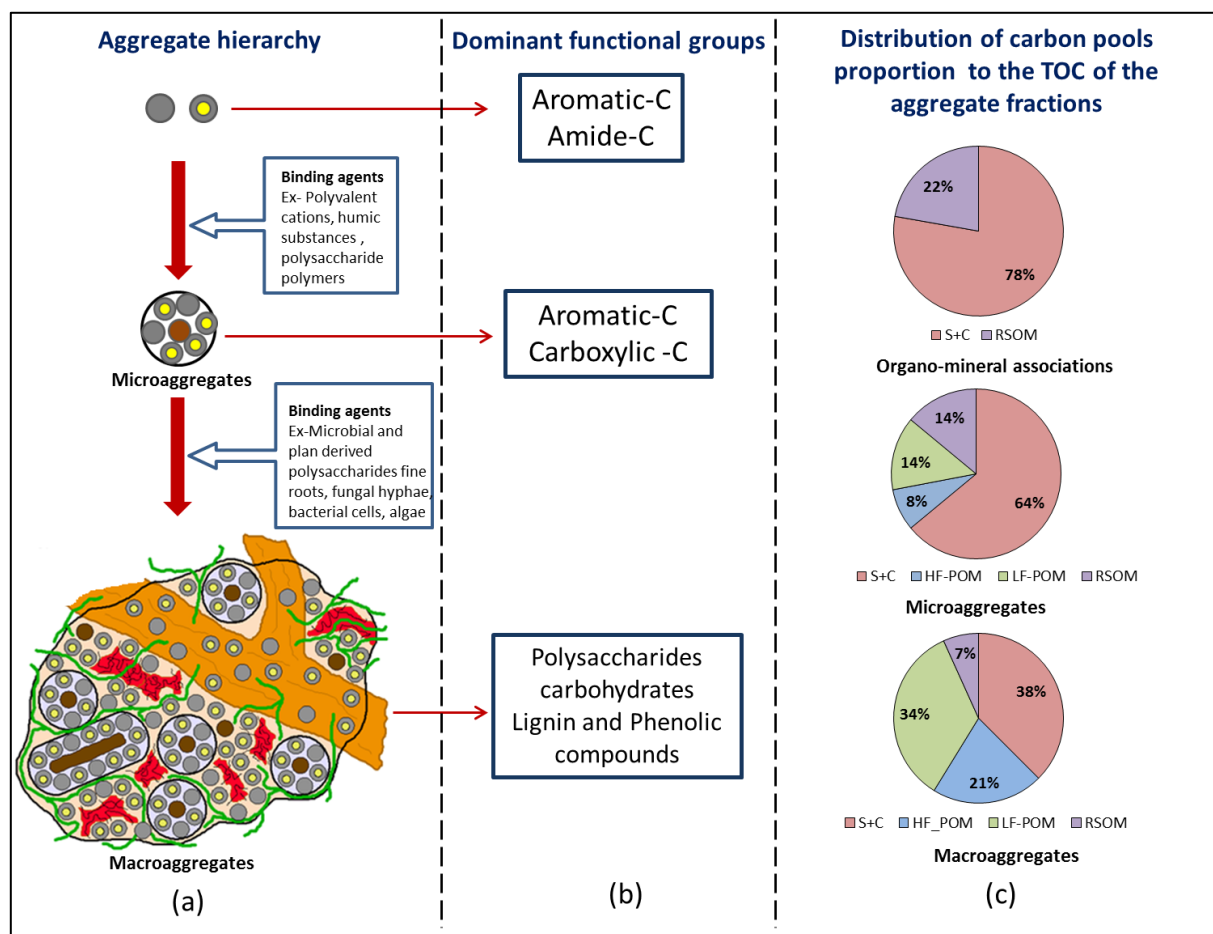 Aggregate hierarchy
Binding agents
Ex- Polyvalent
cations, humic
substances ,
polysaccharide
polymers
Microaggregates
Binding agents
Ex-Microbial and
plan derived
polysaccharides fine
roots, fungal hyphae,
bacterial cells, algae
Macroaggregates
(a)
Dominant functional groups
Aromatic-C
Amide-C
Aromatic-C
Carboxylic -C
Polysaccharides
carbohydrates
Lignin and Phenolic
compounds
(b)
Distribution of carbon pools
proportion to the TOC of the
aggregate fractions
22%
78%
S+C RSOM
Organo-mineral associations
14%
14%
8%
64%
S+C HF-POM LF-POM RSOM
Microaggregates
7%
38%
34%
21%
S+C HF_POM LF-POM RSOM
Macroaggregates
(c)